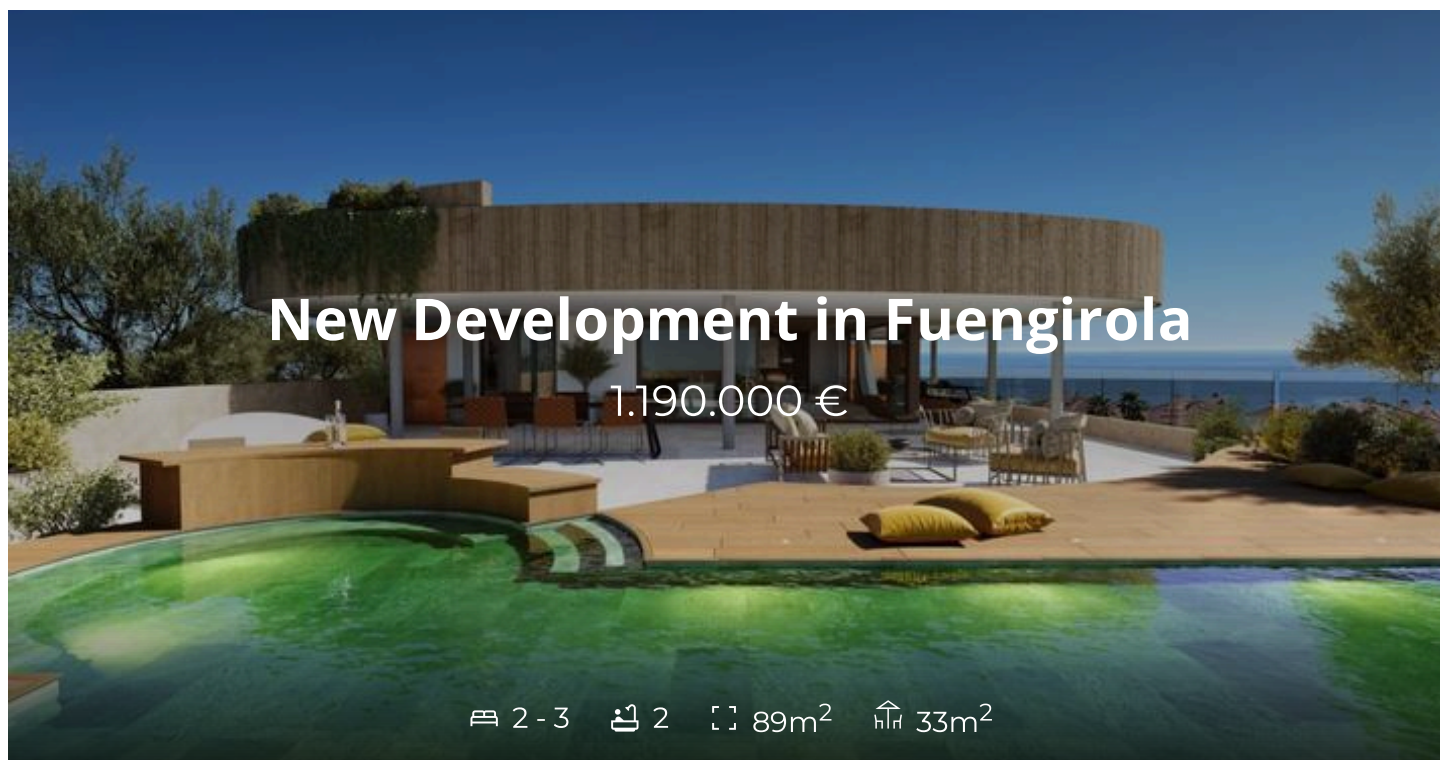 New Development in Fuengirola
1.190.000 €
2 - 3 2 89m² 33m²